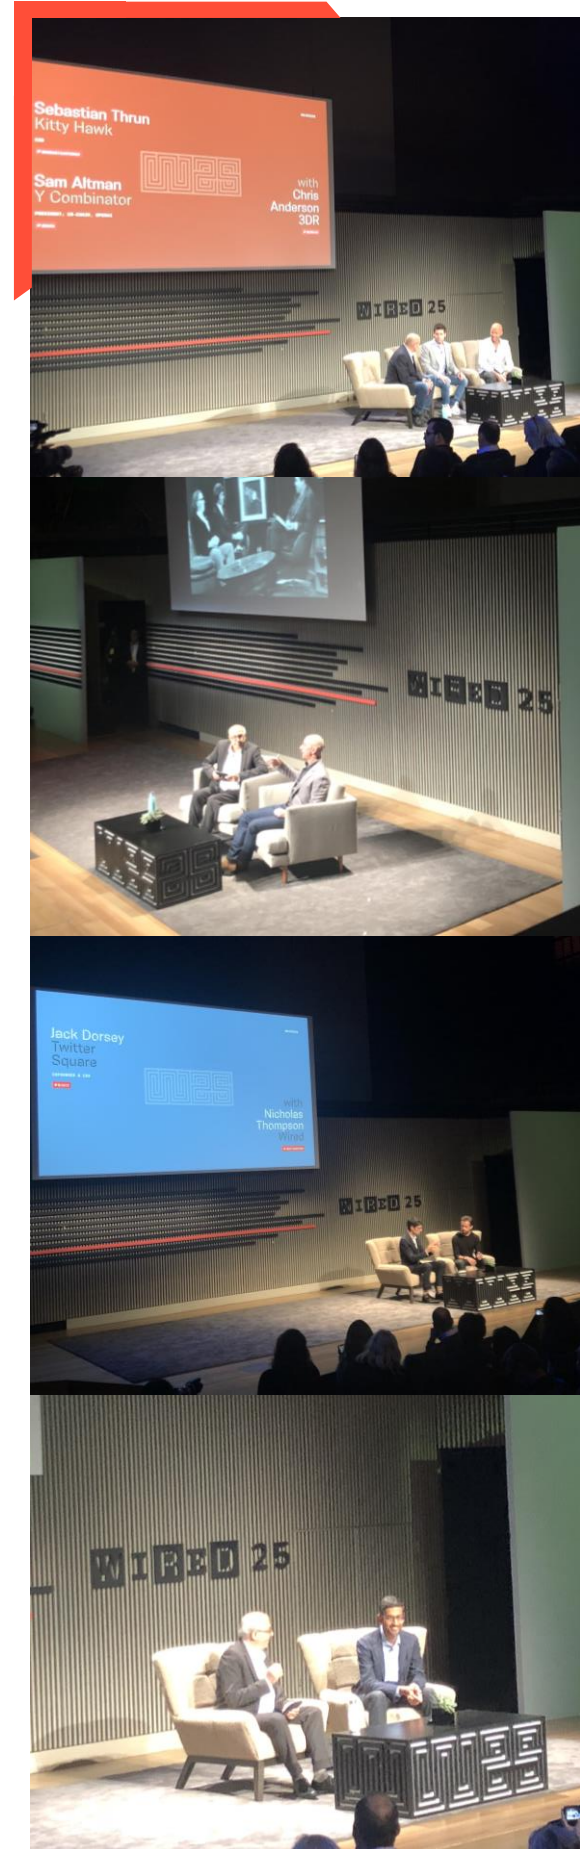 Sebastian Thrun
Kitty Hawk
Sam Altman
Y Combinator
with
Chris
Anderson
3DR
WIRED 25
WIRED 25
Jack Dorsey
Twitter
Square
with
Nicholas
Thompson
Wired
WIRED 25
WIRED 25